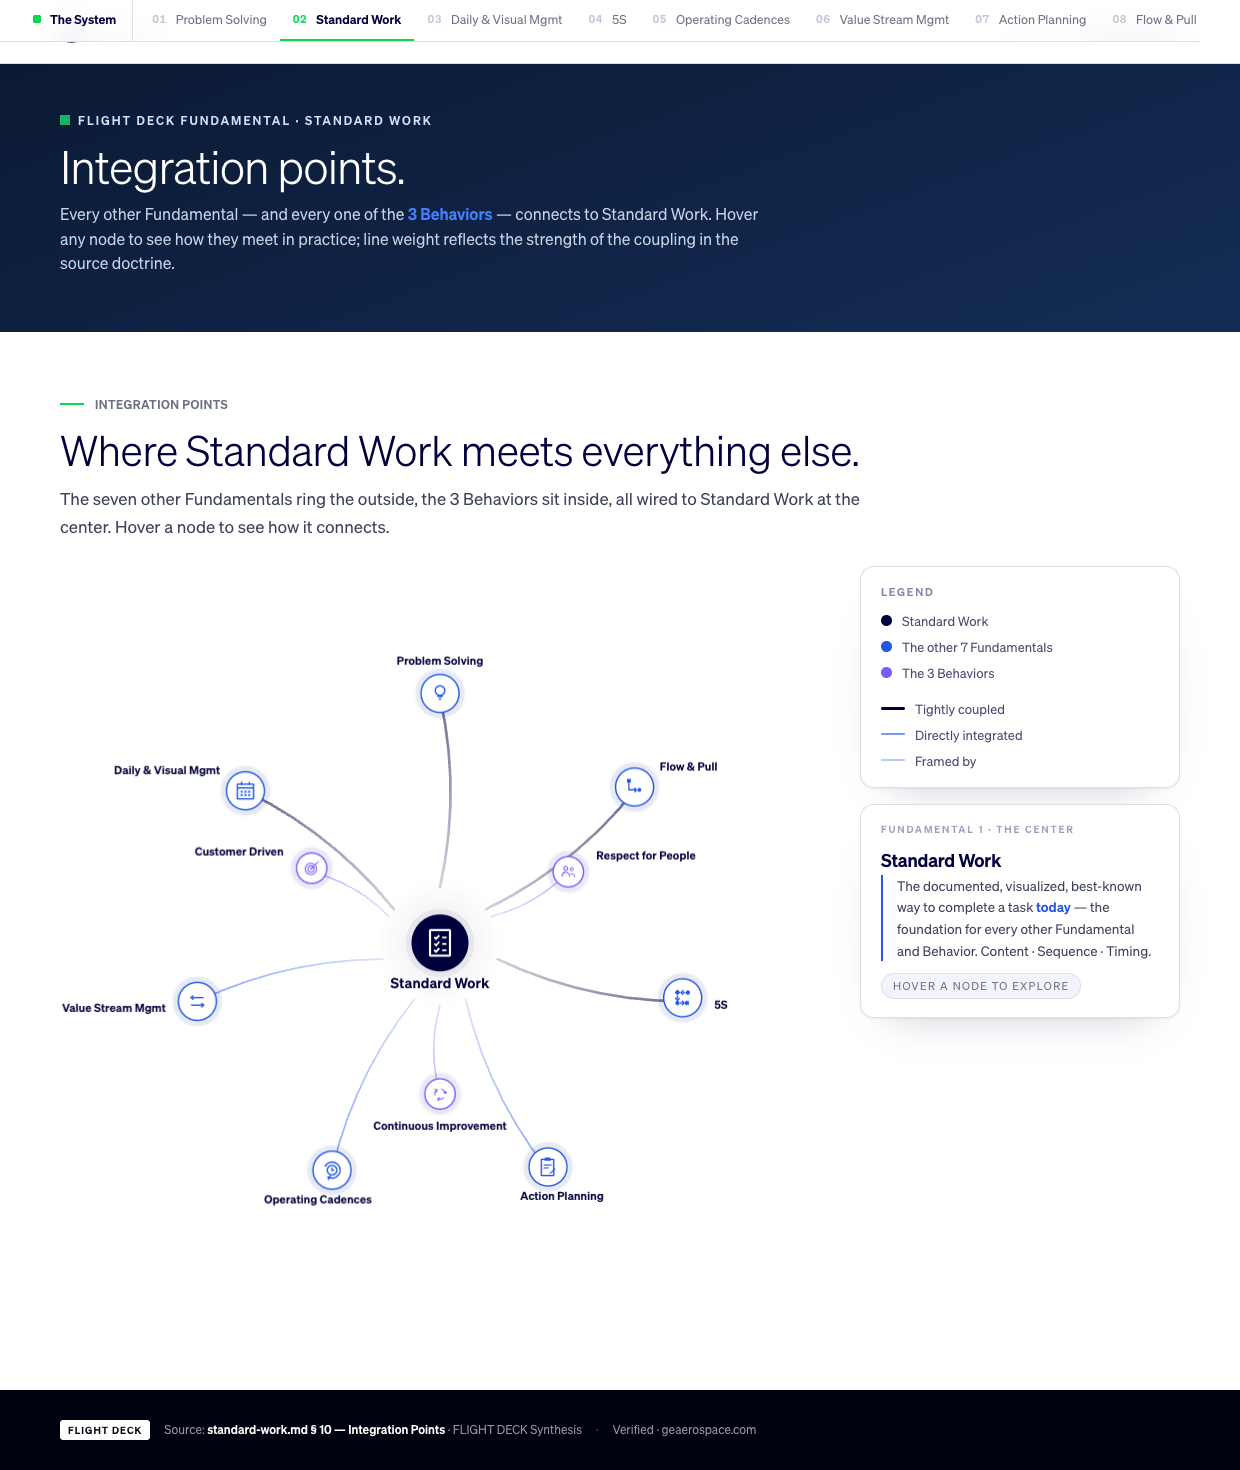 The System 01 Problem Solving 02 Standard Work 03 Daily & Visual Mgmt 04 5S 05 Operating Cadences 06 Value Stream Mgmt 07 Action Planning 08 Flow & Pull
FLIGHT DECK FUNDAMENTAL · STANDARD WORK
Integration points.
Every other Fundamental — and every one of the 3 Behaviors — connects to Standard Work. Hover
any node to see how they meet in practice; line weight reflects the strength of the coupling in the
source doctrine.
INTEGRATION POINTS
Where Standard Work meets everything else.
The seven other Fundamentals ring the outside, the 3 Behaviors sit inside, all wired to Standard Work at the
center. Hover a node to see how it connects.
Problem Solving
Daily & Visual Mgmt
Flow & Pull
Customer Driven
Respect for People
Standard Work
Value Stream Mgmt
5S
Continuous Improvement
Operating Cadences
Action Planning
LEGEND
Standard Work
The other 7 Fundamentals
The 3 Behaviors
Tightly coupled
Directly integrated
Framed by
FUNDAMENTAL 1 · THE CENTER
Standard Work
The documented, visualized, best-known
way to complete a task today — the
foundation for every other Fundamental
and Behavior. Content · Sequence · Timing.
HOVER A NODE TO EXPLORE
FLIGHT DECK Source: standard-work.md § 10 — Integration Points · FLIGHT DECK Synthesis · Verified · geaerospace.com